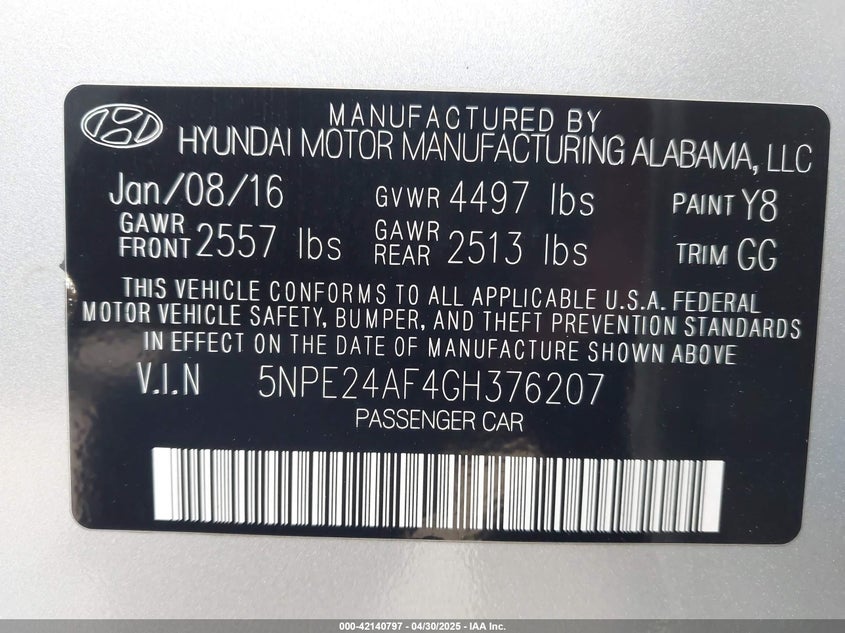 MANUFACTURED BY
HYUNDAI MOTOR MANUFACTURING ALABAMA, LLC
Jan/08/16 GVWR 4497 lbs PAINT Y8
GAWR FRONT 2557 lbs GAWR REAR 2513 lbs TRIM GG
THIS VEHICLE CONFORMS TO ALL APPLICABLE U.S.A. FEDERAL
MOTOR VEHICLE SAFETY, BUMPER, AND THEFT PREVENTION STANDARDS
IN EFFECT ON THE DATE OF MANUFACTURE SHOWN ABOVE
V.I.N 5NPE24AF4GH376207
PASSENGER CAR
000-42140797 - 04/30/2025 - IAA Inc.